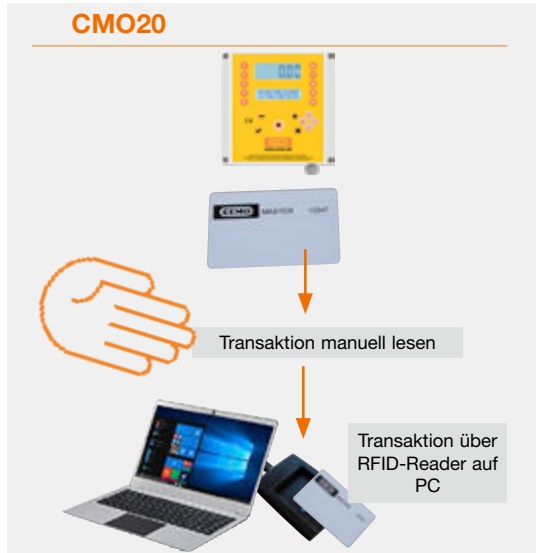 CMO20
0.00
CEMO MASTER
Transaktion manuell lesen
Transaktion über
RFID-Reader auf
PC